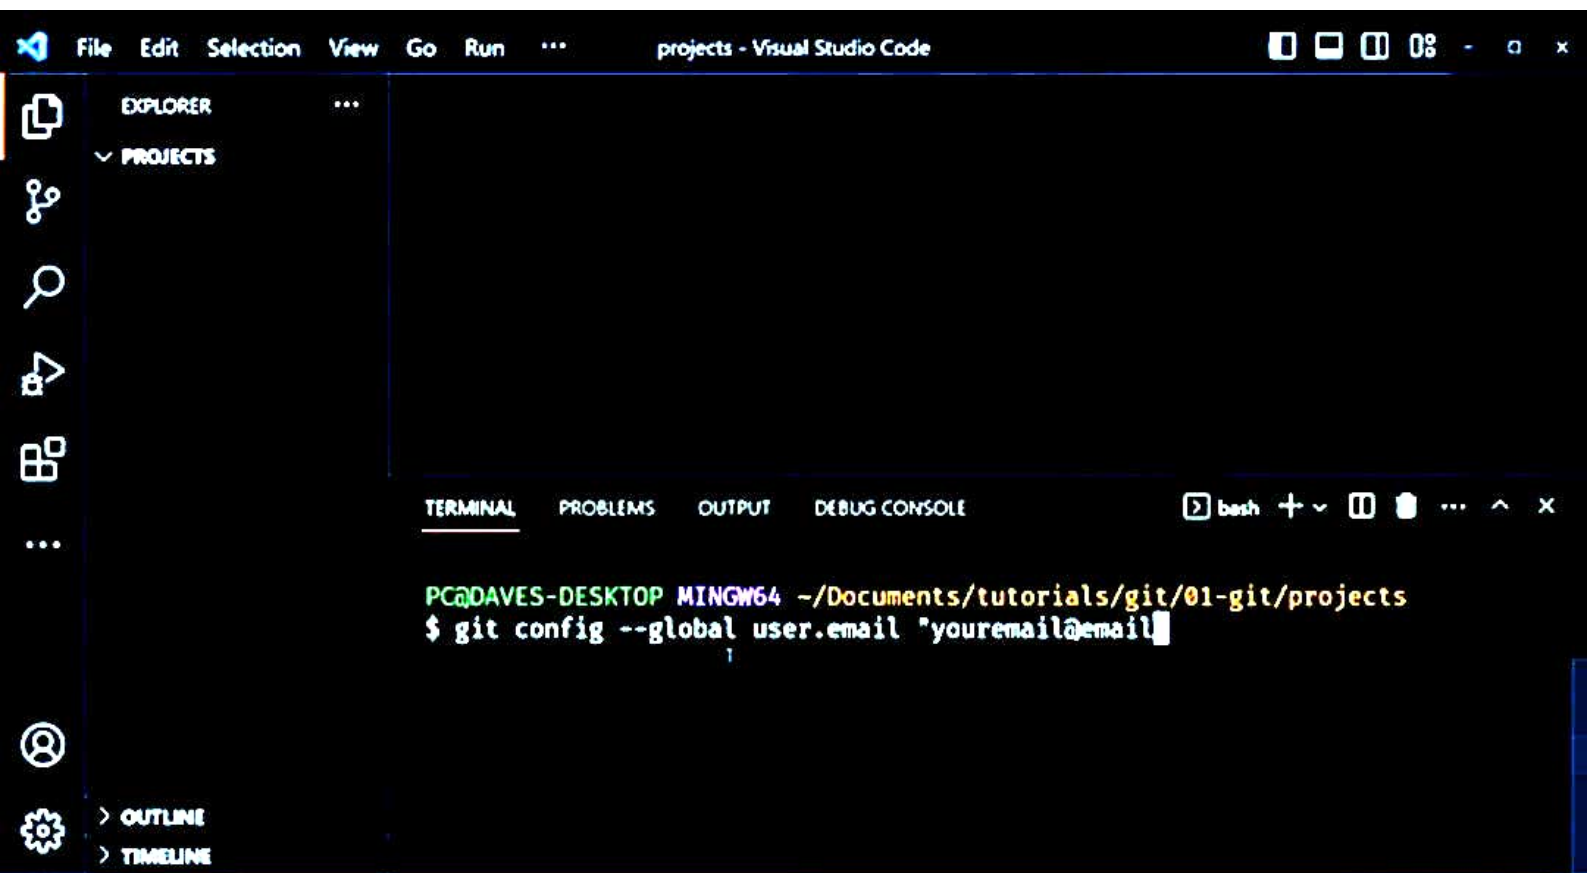 File Edit Selection View Go Run ··· projects - Visual Studio Code
EXPLORER ···
PROJECTS
TERMINAL PROBLEMS OUTPUT DEBUG CONSOLE bash
PC@DAVES-DESKTOP MINGW64 ~/Documents/tutorials/git/01-git/projects
$ git config --global user.email "youremail@email
OUTLINE
TIMELINE